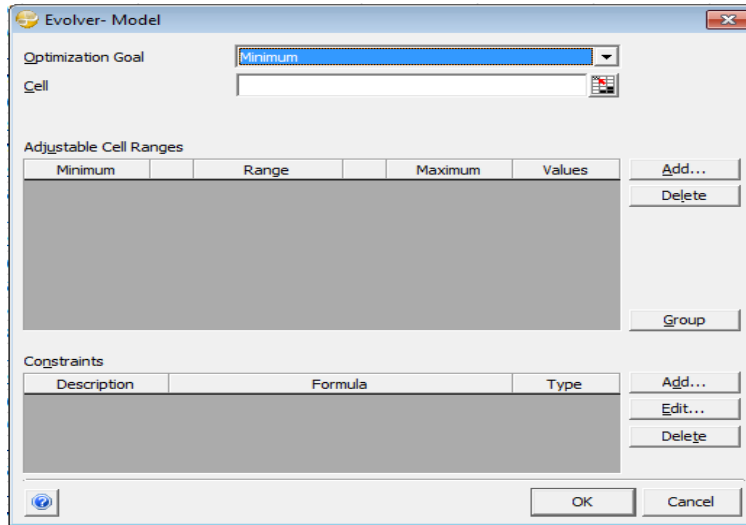 Evolver- Model
Optimization Goal Minimum
Cell
Adjustable Cell Ranges
Minimum Range Maximum Values Add...
Delete
Group
Constraints
Description Formula Type Add...
Edit...
Delete
OK Cancel